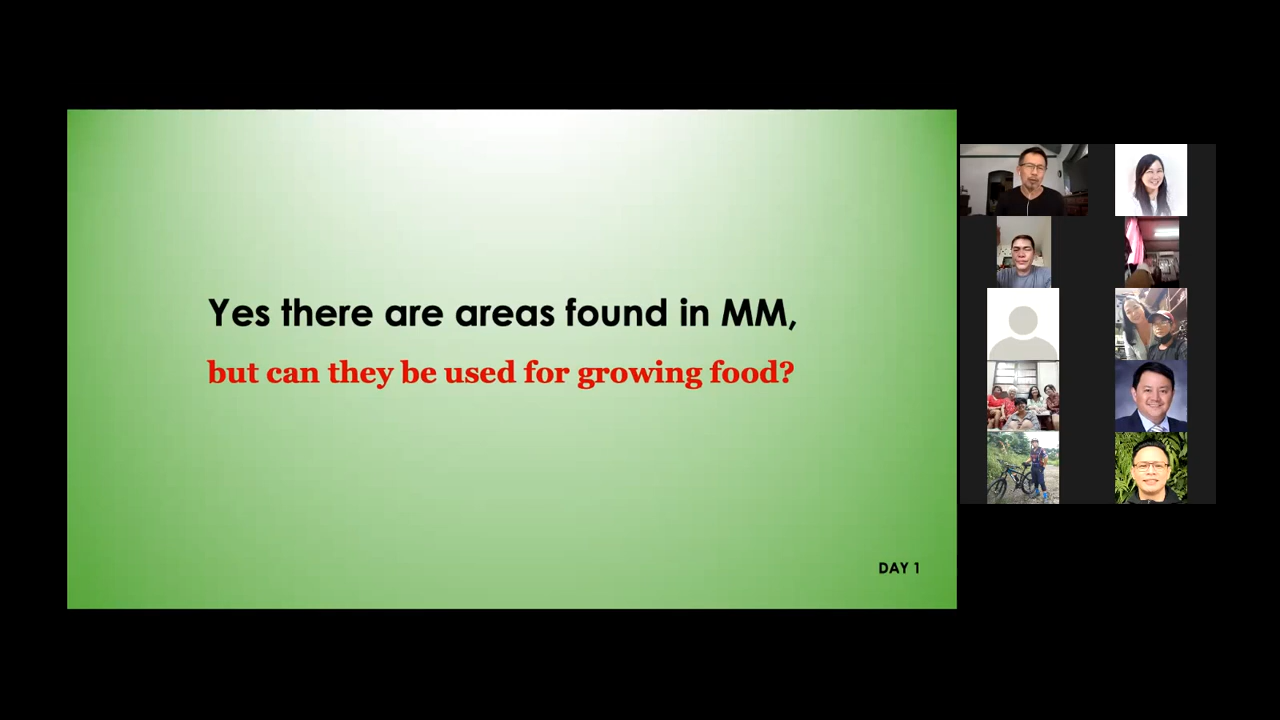 Yes there are areas found in MM,
but can they be used for growing food?
DAY 1